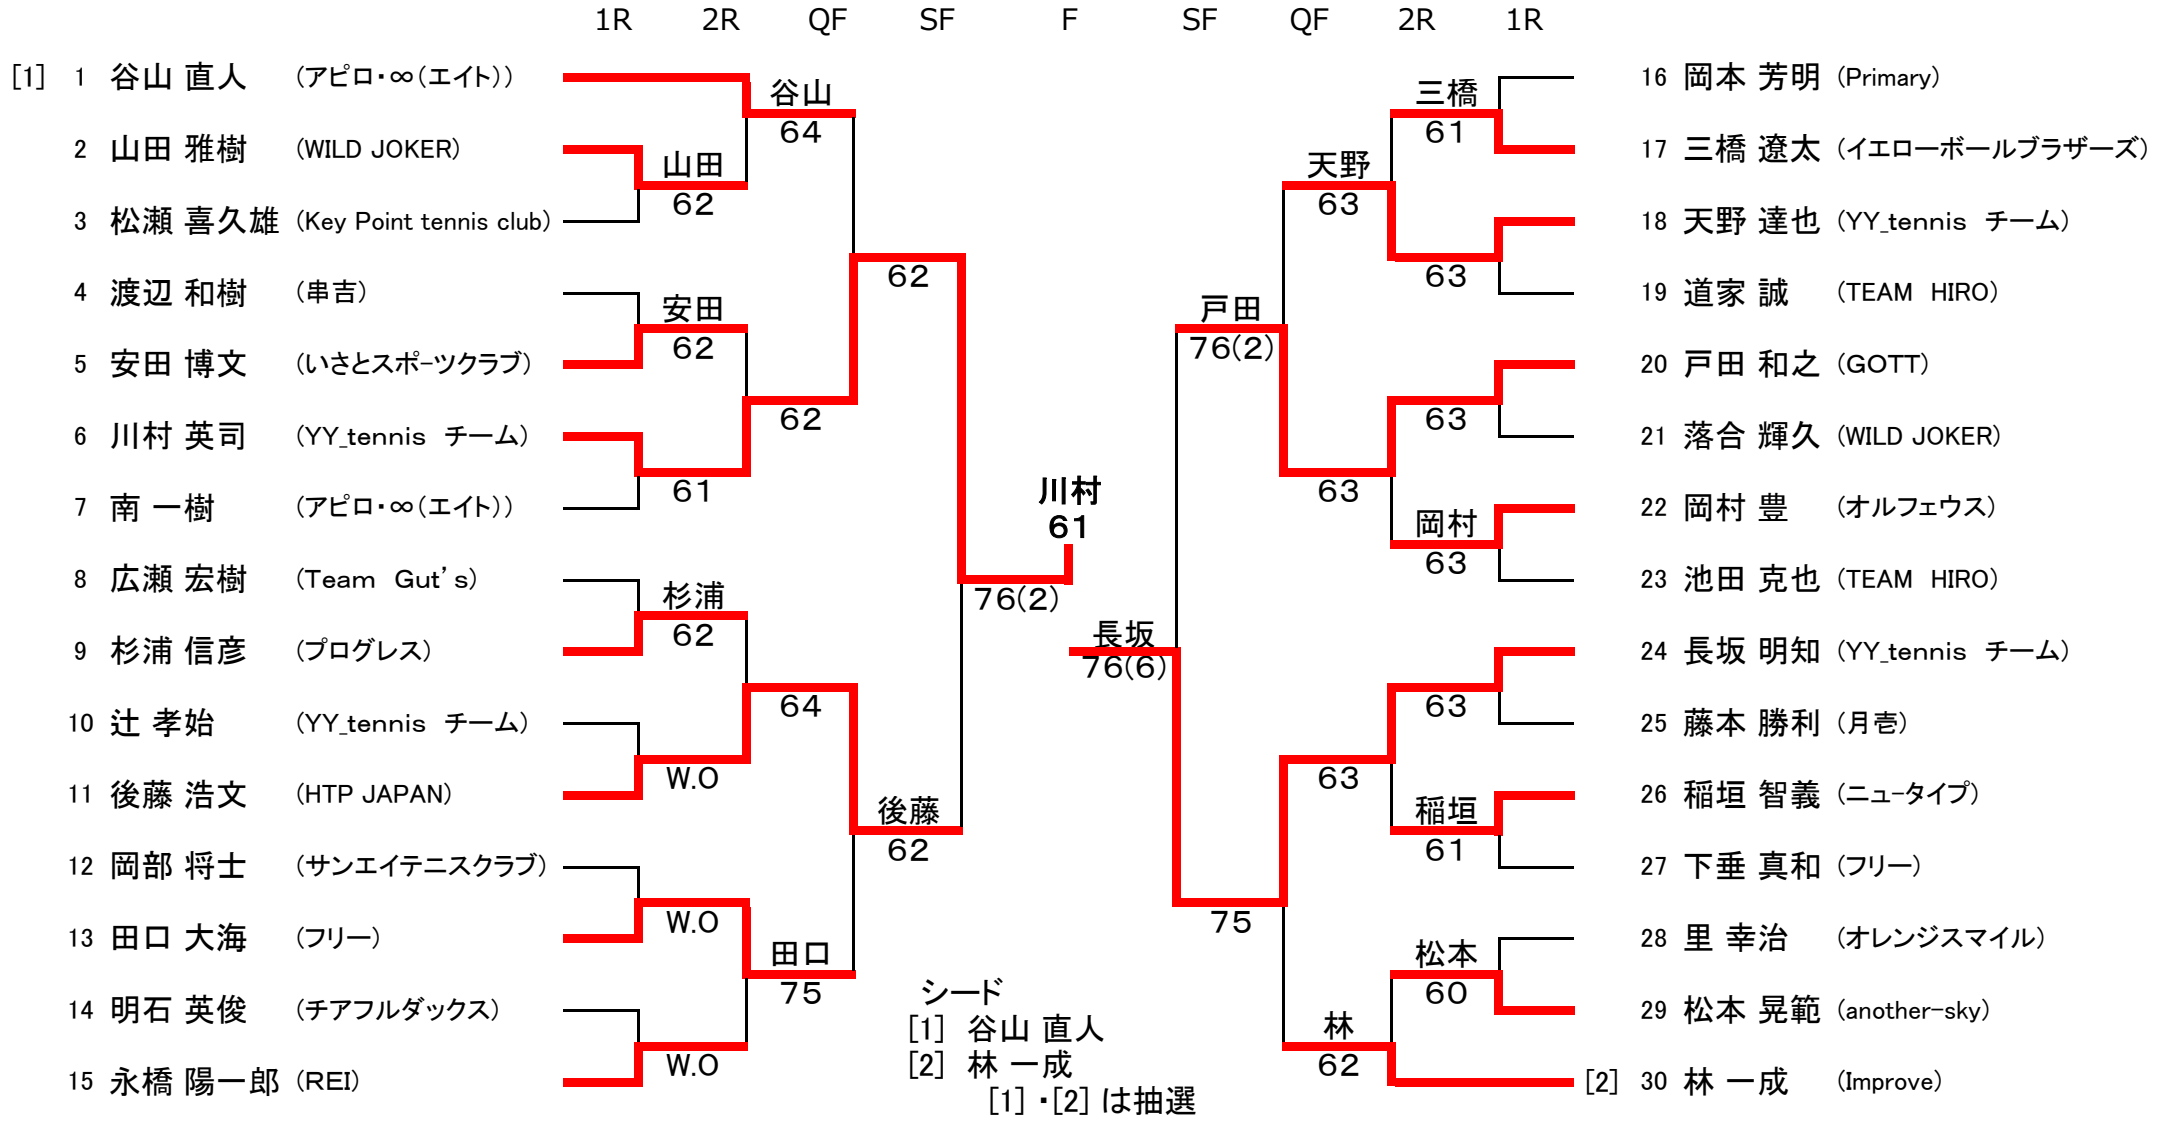 1R 2R QF SF F SF QF 2R 1R
[1] 1 谷山 直人 (アピロ・∞(エイト))
2 山田 雅樹 (WILD JOKER)
3 松瀬 喜久雄 (Key Point tennis club)
4 渡辺 和樹 (串吉)
5 安田 博文 (いさとスポーツクラブ)
6 川村 英司 (YY_tennis チーム)
7 南 一樹 (アピロ・∞(エイト))
8 広瀬 宏樹 (Team Gut's)
9 杉浦 信彦 (プログレス)
10 辻 孝始 (YY_tennis チーム)
11 後藤 浩文 (HTP JAPAN)
12 岡部 将士 (サンエイテニスクラブ)
13 田口 大海 (フリー)
14 明石 英俊 (チアフルダックス)
15 永橋 陽一郎 (REI)
山田
62
安田
62
61
杉浦
62
W.O
W.O
W.O
谷山
64
62
64
田口
75
62
後藤
62
76(2)
川村
61
長坂
76(6)
戸田
76(2)
75
天野
63
63
63
林
62
三橋
61
63
63
岡村
63
63
稲垣
61
松本
60
16 岡本 芳明 (Primary)
17 三橋 遼太 (イエローボールブラザーズ)
18 天野 達也 (YY_tennis チーム)
19 道家 誠 (TEAM HIRO)
20 戸田 和之 (GOTT)
21 落合 輝久 (WILD JOKER)
22 岡村 豊 (オルフェウス)
23 池田 克也 (TEAM HIRO)
24 長坂 明知 (YY_tennis チーム)
25 藤本 勝利 (月壱)
26 稲垣 智義 (ニュータイプ)
27 下垂 真和 (フリー)
28 里 幸治 (オレンジスマイル)
29 松本 晃範 (another-sky)
[2] 30 林 一成 (Improve)
シード
[1] 谷山 直人
[2] 林 一成
[1]・[2]は抽選